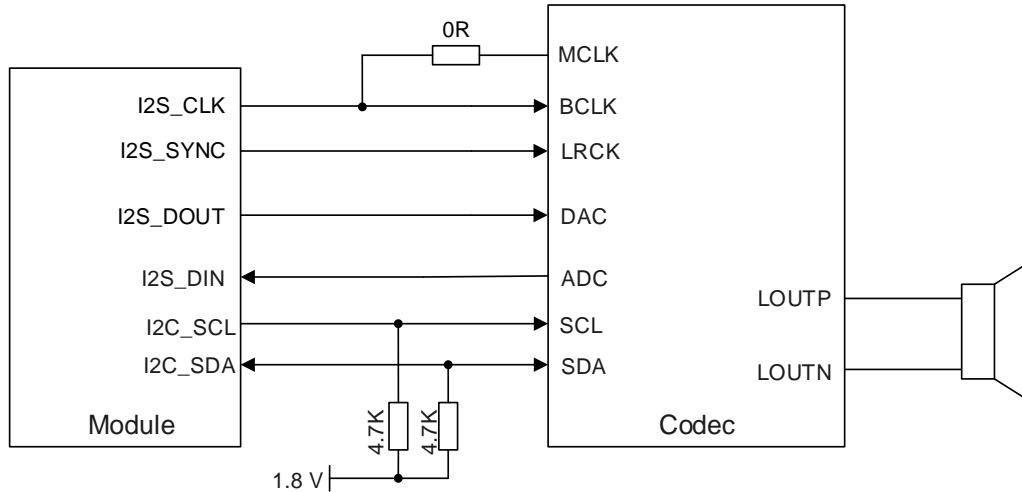 0R
MCLK
I2S_CLK
BCLK
I2S_SYNC
LRCK
I2S_DOUT
DAC
I2S_DIN
ADC
LOUTP
I2C_SCL
SCL
I2C_SDA
SDA
LOUTN
Module
4.7K
4.7K
Codec
1.8 V